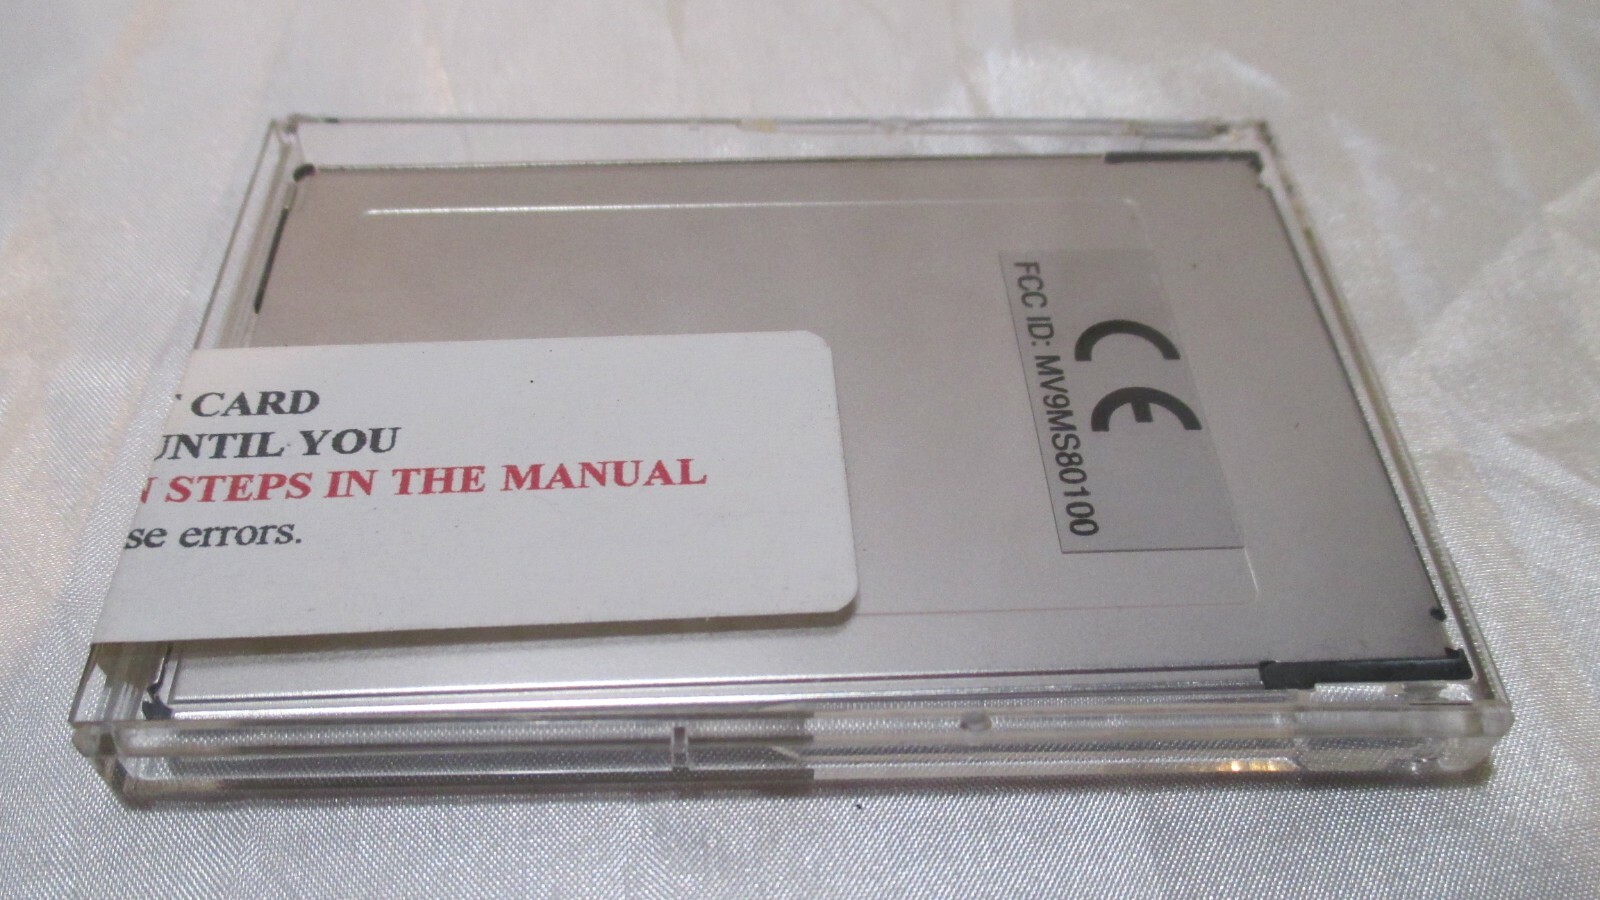 CARD
UNTIL YOU
STEPS IN THE MANUAL
se errors.
CE
FCC ID: MV9MS80100